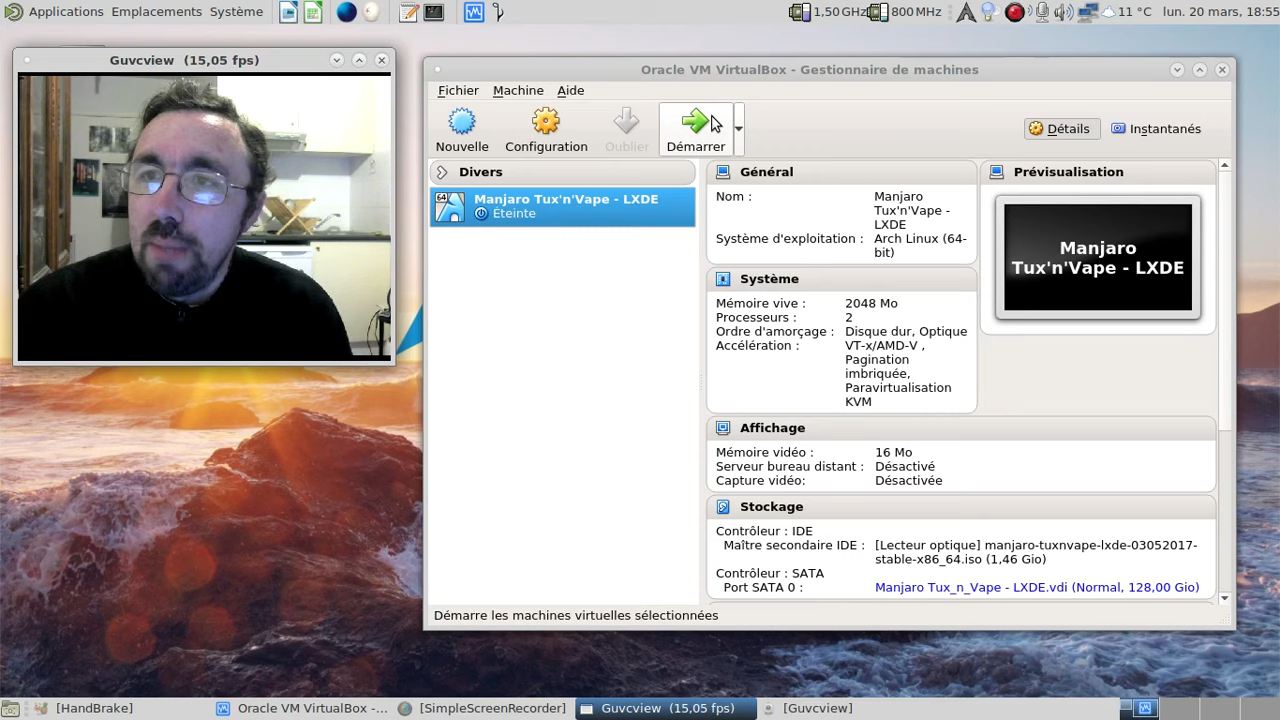 Applications Emplacements Système 1,50 GHz 800 MHz 11 °C lun. 20 mars, 18:55
Guvcview (15,05 fps)
Oracle VM VirtualBox - Gestionnaire de machines
Fichier Machine Aide
Nouvelle Configuration Oublier Démarrer Détails Instantanés
Divers
64 Manjaro Tux'n'Vape - LXDE
Éteinte
Général
Nom : Manjaro
Tux'n'Vape -
LXDE
Système d'exploitation : Arch Linux (64-
bit)
Système
Mémoire vive : 2048 Mo
Processeurs : 2
Ordre d'amorçage : Disque dur, Optique
Accélération : VT-x/AMD-V ,
Pagination
imbriquée,
Paravirtualisation
KVM
Prévisualisation
Manjaro
Tux'n'Vape - LXDE
Affichage
Mémoire vidéo : 16 Mo
Serveur bureau distant : Désactivé
Capture vidéo: Désactivée
Stockage
Contrôleur : IDE
Maître secondaire IDE : [Lecteur optique] manjaro-tuxnvape-lxde-03052017-
stable-x86_64.iso (1,46 Gio)
Contrôleur : SATA
Port SATA 0 : Manjaro Tux_n_Vape - LXDE.vdi (Normal, 128,00 Gio)
Démarre les machines virtuelles sélectionnées
[HandBrake] Oracle VM VirtualBox -... [SimpleScreenRecorder] Guvcview (15,05 fps) [Guvcview]